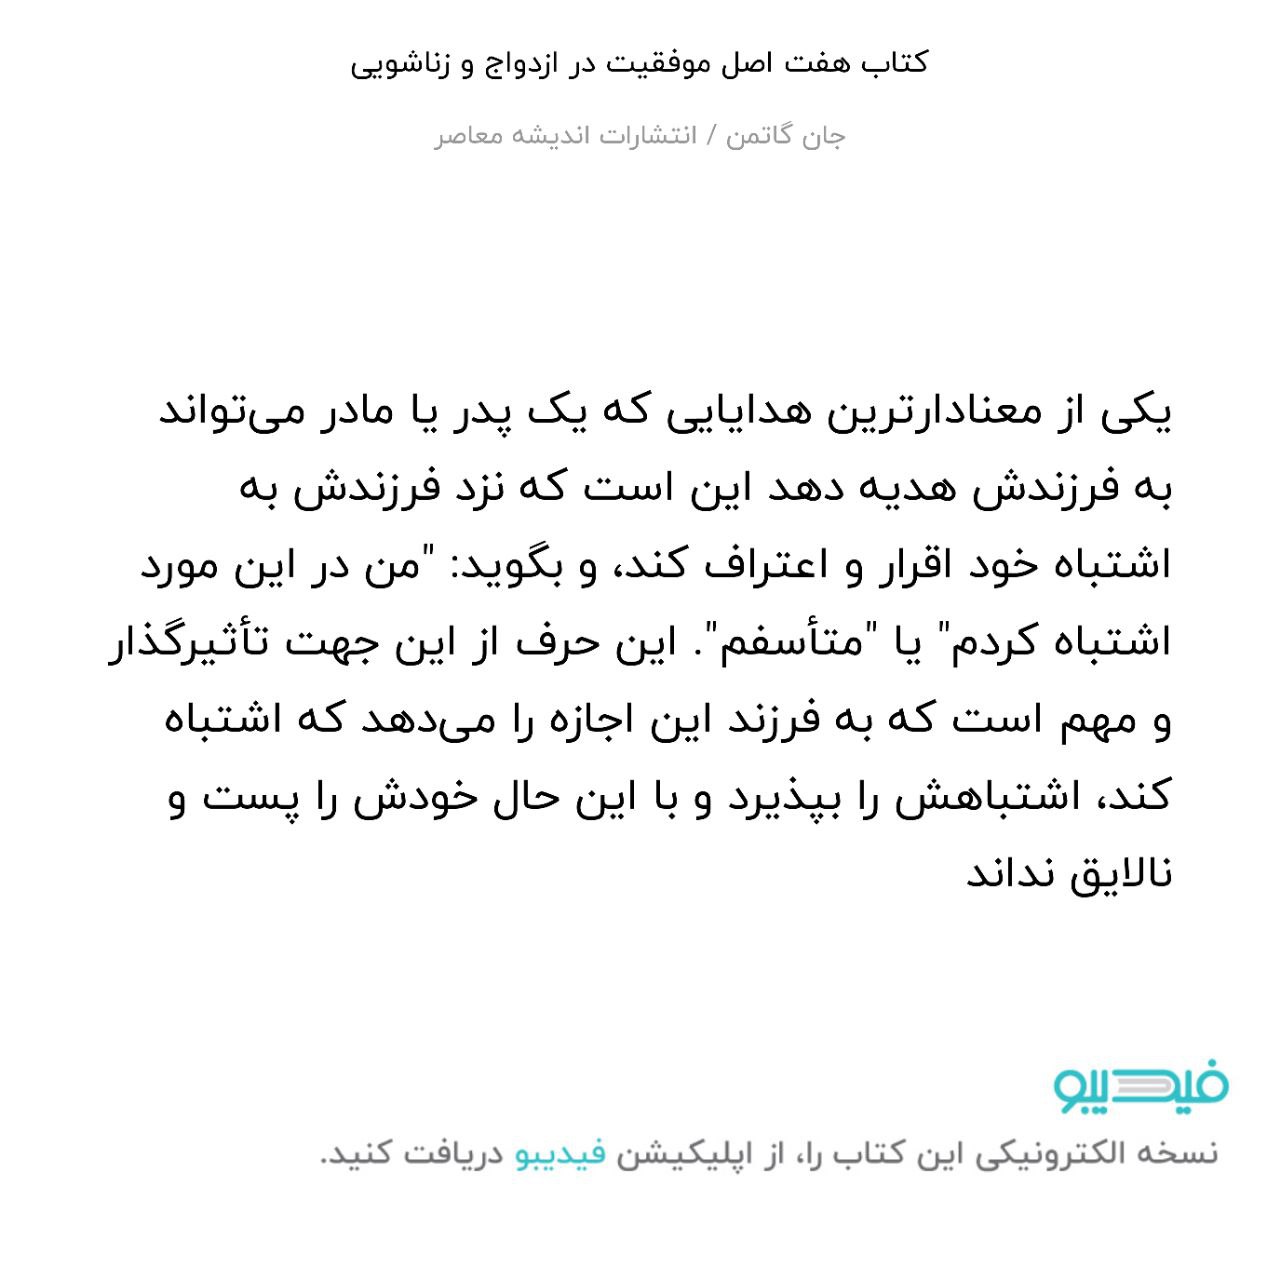 کتاب هفت اصل موفقیت در ازدواج و زناشویی
جان گاتمن / انتشارات اندیشه معاصر
یکی از معنادارترین هدایایی که یک پدر یا مادر می‌تواند
به فرزندش هدیه دهد این است که نزد فرزندش به
اشتباه خود اقرار و اعتراف کند، و بگوید: "من در این مورد
اشتباه کردم" یا "متأسفم". این حرف از این جهت تأثیرگذار
و مهم است که به فرزند این اجازه را می‌دهد که اشتباه
کند، اشتباهش را بپذیرد و با این حال خودش را پست و
نالایق نداند
فیدیبو
نسخه الکترونیکی این کتاب را، از اپلیکیشن فیدیبو دریافت کنید.